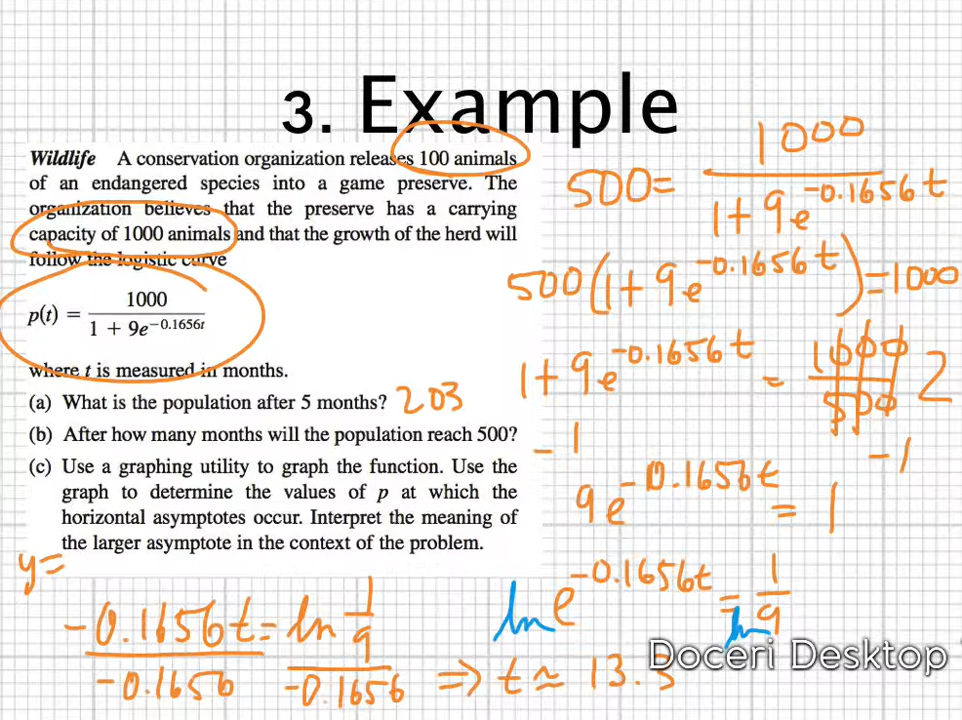 3. Example
Wildlife A conservation organization releases 100 animals
of an endangered species into a game preserve. The
organization believes that the preserve has a carrying
capacity of 1000 animals and that the growth of the herd will
follow the logistic curve
p(t) = 1000 / 1 + 9e^−0.1656t
where t is measured in months.
(a) What is the population after 5 months? 203
(b) After how many months will the population reach 500?
(c) Use a graphing utility to graph the function. Use the
graph to determine the values of p at which the
horizontal asymptotes occur. Interpret the meaning of
the larger asymptote in the context of the problem.
y=
500 = 1000 / 1+9e^-0.1656t
500(1+9e^-0.1656t)=1000
1+9e^-0.1656t = 1000/500 2
-1 -1
9e^-0.1656t = 1
ln e^-0.1656t = ln 1/9
-0.1656t / -0.1656 = ln 1/9 / -0.1656 ⇒ t ≈ 13.3
Doceri Desktop